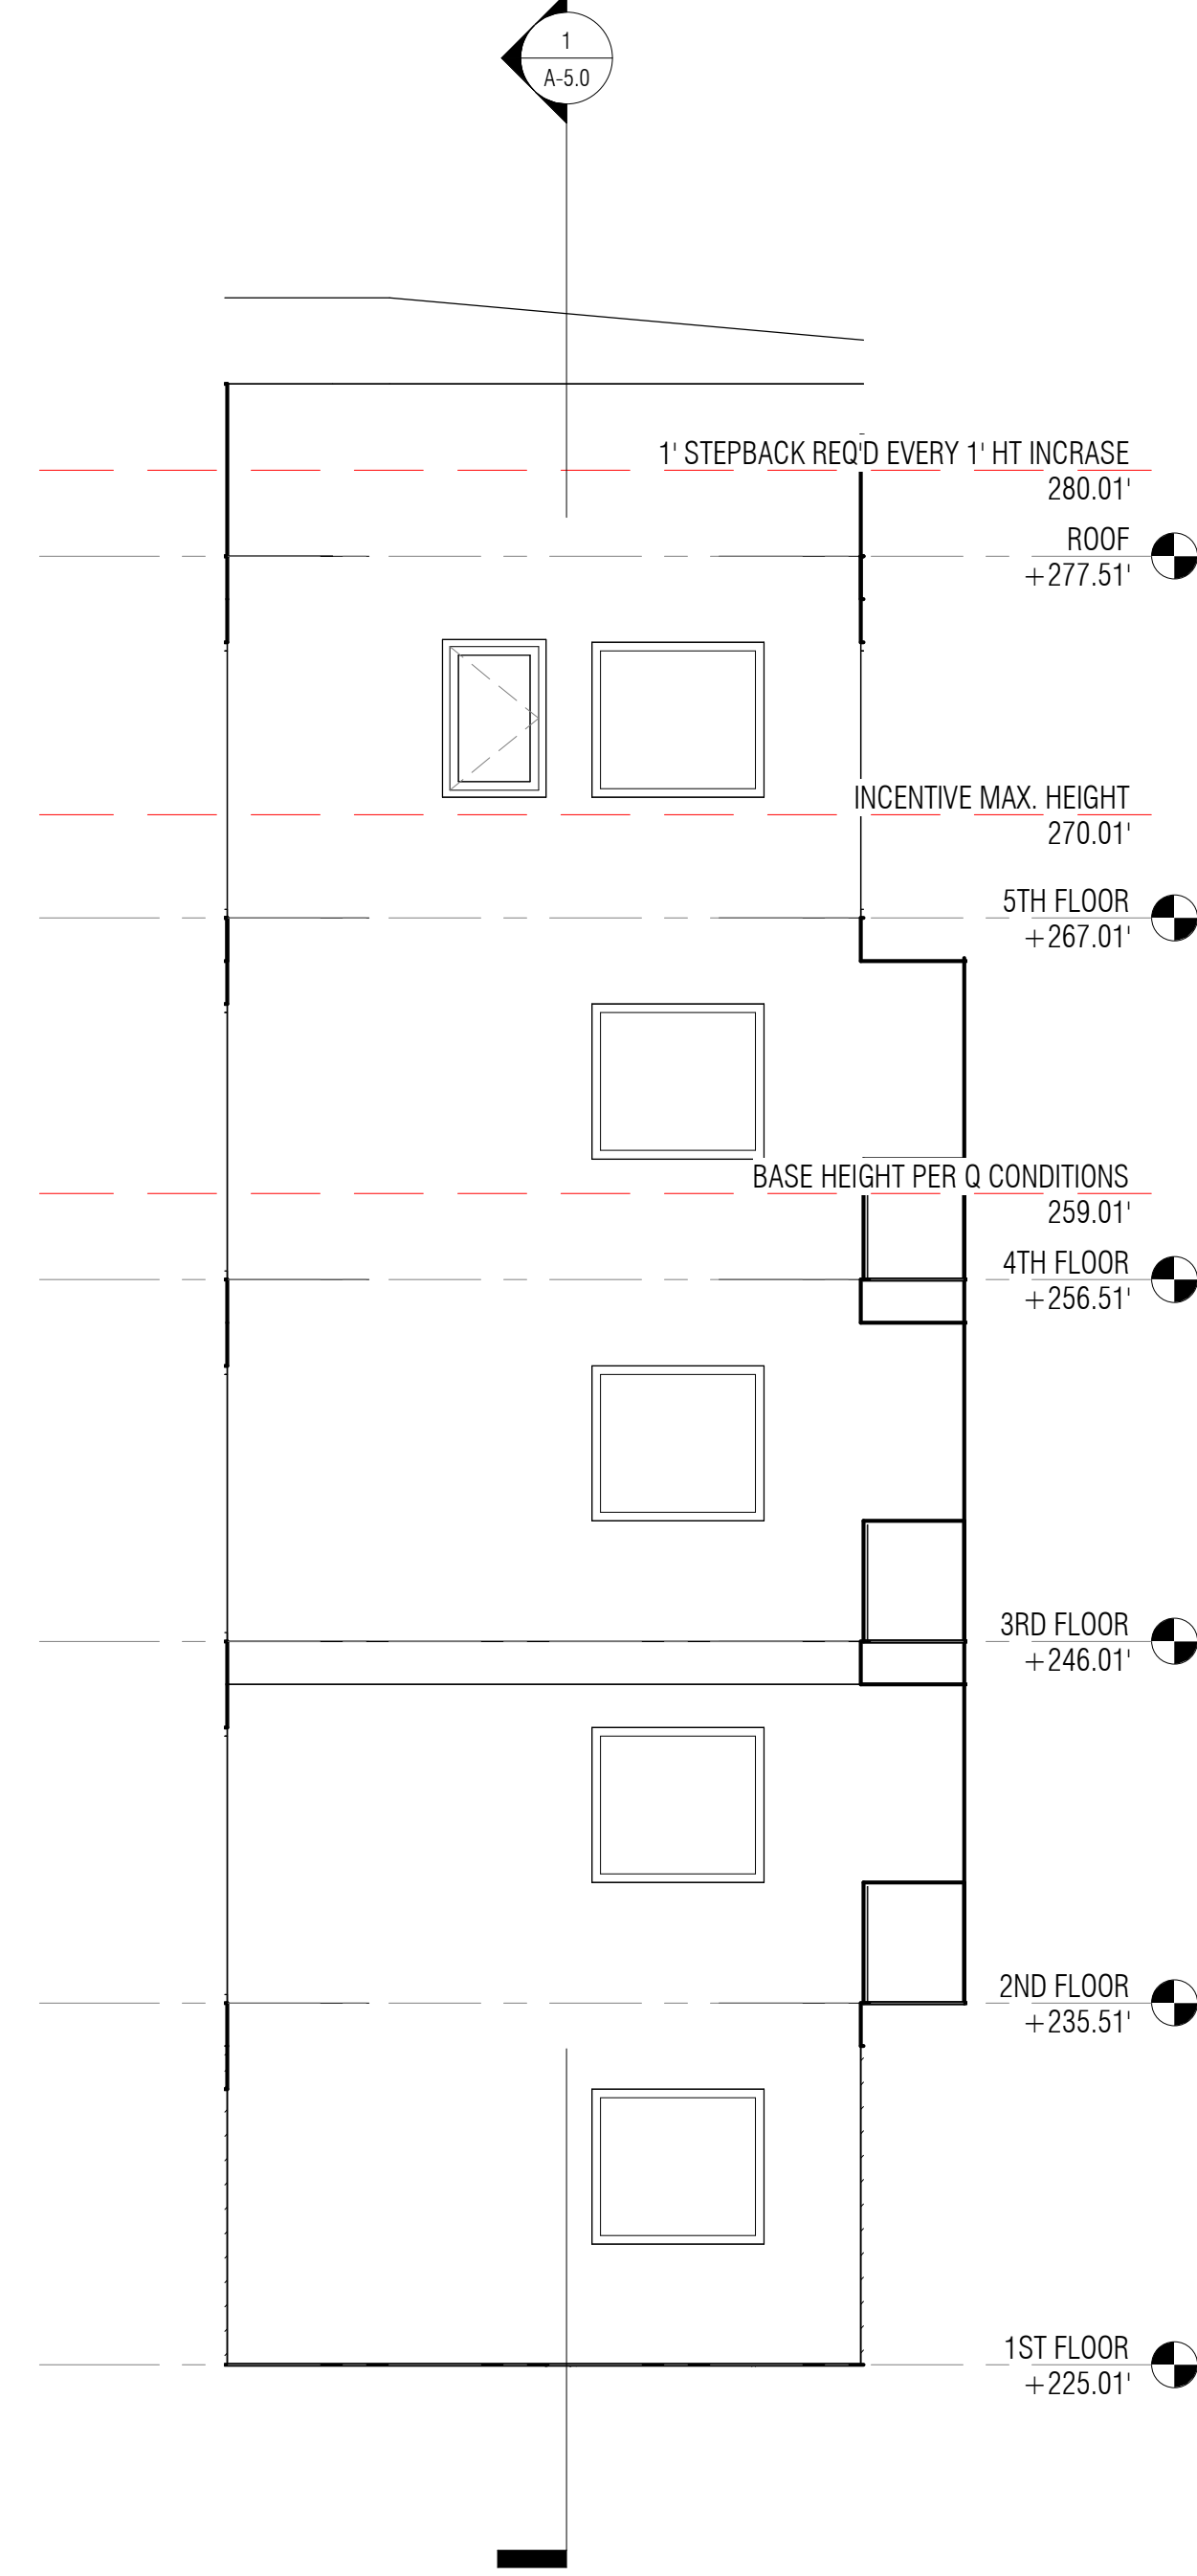 1
A-5.0
1' STEPBACK REQ'D EVERY 1' HT INCRASE
280.01'
ROOF
+277.51'
INCENTIVE MAX. HEIGHT
270.01'
5TH FLOOR
+267.01'
BASE HEIGHT PER Q CONDITIONS
259.01'
4TH FLOOR
+256.51'
3RD FLOOR
+246.01'
2ND FLOOR
+235.51'
1ST FLOOR
+225.01'